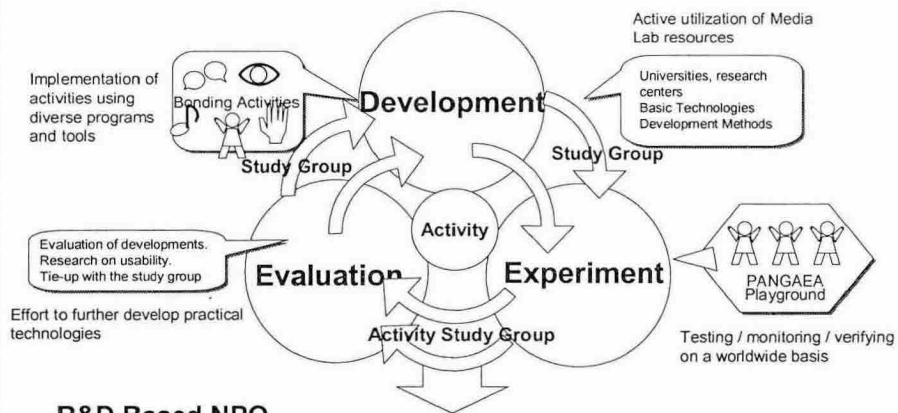 Active utilization of Media
Lab resources
Implementation of
activities using
diverse programs
and tools
Bonding Activities
Development
Universities, research
centers
Basic Technologies
Development Methods
Study Group
Study Group
Activity
Evaluation of developments.
Research on usability.
Tie-up with the study group
Evaluation
Experiment
PANGAEA
Playground
Effort to further develop practical
technologies
Activity Study Group
Testing / monitoring / verifying
on a worldwide basis
R&D Based NPO